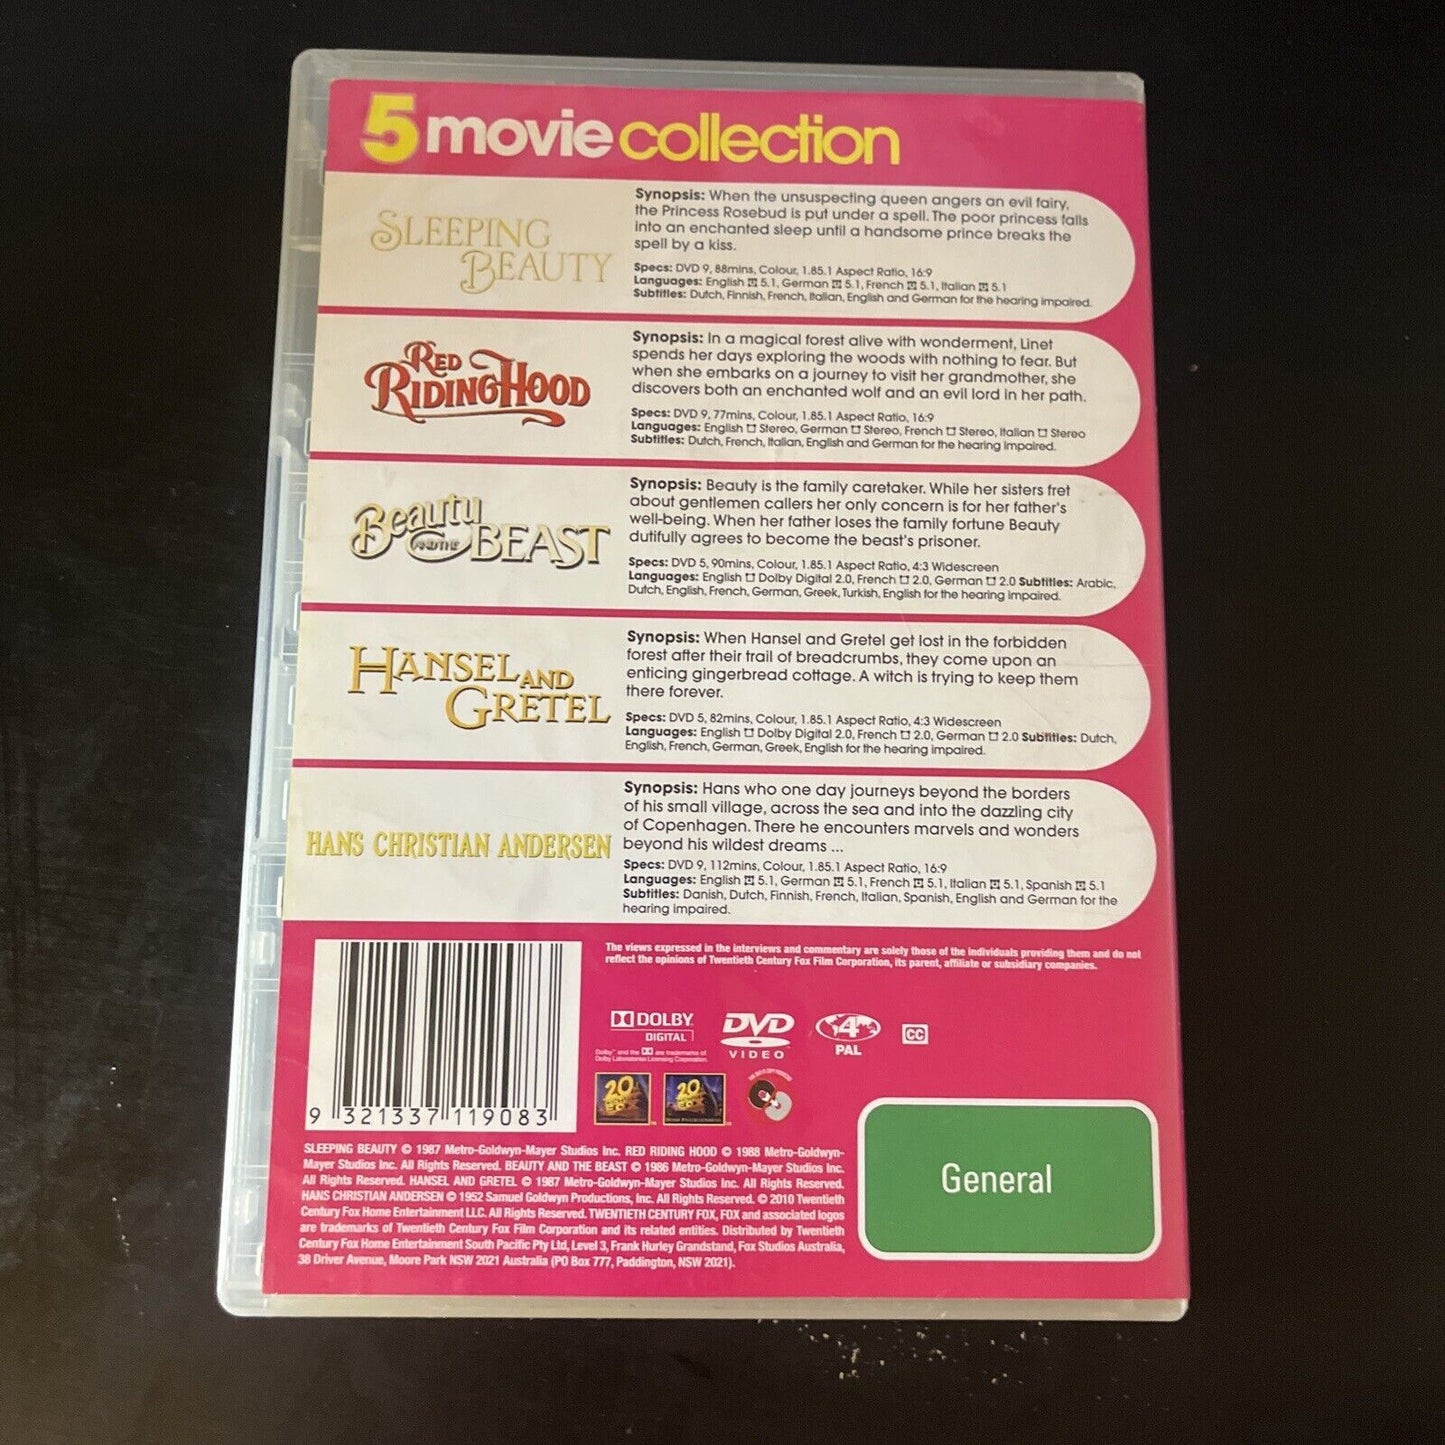 5 movie collection
SLEEPING
BEAUTY
Synopsis: When the unsuspecting queen angers an evil fairy,
the Princess Rosebud is put under a spell. The poor princess falls
into an enchanted sleep until a handsome prince breaks the
spell by a kiss.
Specs: DVD 9, 88mins, Colour, 1.85.1 Aspect Ratio, 16:9
Languages: English 5.1, German 5.1, French 5.1, Italian 5.1
Subtitles: Dutch, Finnish, French, Italian, English and German for the hearing impaired.
RED
RIDING HOOD
Synopsis: In a magical forest alive with wonderment, Linet
spends her days exploring the woods with nothing to fear. But
when she embarks on a journey to visit her grandmother, she
discovers both an enchanted wolf and an evil lord in her path.
Specs: DVD 9, 77mins, Colour, 1.85.1 Aspect Ratio, 16:9
Languages: English Stereo, German Stereo, French Stereo, Italian Stereo
Subtitles: Dutch, French, Italian, English and German for the hearing impaired.
Beauty
AND THE BEAST
Synopsis: Beauty is the family caretaker. While her sisters fret
about gentlemen callers her only concern is for her father's
well-being. When her father loses the family fortune Beauty
dutifully agrees to become the beast's prisoner.
Specs: DVD 5, 90mins, Colour, 1.85.1 Aspect Ratio, 4:3 Widescreen
Languages: English Dolby Digital 2.0, French 2.0, German 2.0 Subtitles: Arabic,
Dutch, English, French, German, Greek, Turkish, English for the hearing impaired.
HANSEL AND
GRETEL
Synopsis: When Hansel and Gretel get lost in the forbidden
forest after their trail of breadcrumbs, they come upon an
enticing gingerbread cottage. A witch is trying to keep them
there forever.
Specs: DVD 5, 82mins, Colour, 1.85.1 Aspect Ratio, 4:3 Widescreen
Languages: English Dolby Digital 2.0, French 2.0, German 2.0 Subtitles: Dutch,
English, French, German, Greek, English for the hearing impaired.
HANS CHRISTIAN ANDERSEN
Synopsis: Hans who one day journeys beyond the borders
of his small village, across the sea and into the dazzling city
of Copenhagen. There he encounters marvels and wonders
beyond his wildest dreams ...
Specs: DVD 9, 112mins, Colour, 1.85.1 Aspect Ratio, 16:9
Languages: English 5.1, German 5.1, French 5.1, Italian 5.1, Spanish 5.1
Subtitles: Danish, Dutch, Finnish, French, Italian, Spanish, English and German for the
hearing impaired.
The views expressed in the interviews and commentary are solely those of the individuals providing them and do not
reflect the opinions of Twentieth Century Fox Film Corporation, its parent, affiliate or subsidiary companies.
DOLBY
DIGITAL
Dolby™ and the are trademarks of
Dolby Laboratories Licensing Corporation.
DVD
VIDEO
4
PAL
CC
20
20
9 321337 119083
SLEEPING BEAUTY © 1987 Metro-Goldwyn-Mayer Studios Inc. RED RIDING HOOD © 1988 Metro-Goldwyn-
Mayer Studios Inc. All Rights Reserved. BEAUTY AND THE BEAST © 1986 Metro-Goldwyn-Mayer Studios Inc.
All Rights Reserved. HANSEL AND GRETEL © 1987 Metro-Goldwyn-Mayer Studios Inc. All Rights Reserved.
HANS CHRISTIAN ANDERSEN © 1952 Samuel Goldwyn Productions, Inc. All Rights Reserved. © 2010 Twentieth
Century Fox Home Entertainment LLC. All Rights Reserved. TWENTIETH CENTURY FOX, FOX and associated logos
are trademarks of Twentieth Century Fox Film Corporation and its related entities. Distributed by Twentieth
Century Fox Home Entertainment South Pacific Pty Ltd, Level 3, Frank Hurley Grandstand, Fox Studios Australia,
38 Driver Avenue, Moore Park NSW 2021 Australia (PO Box 777, Paddington, NSW 2021).
General